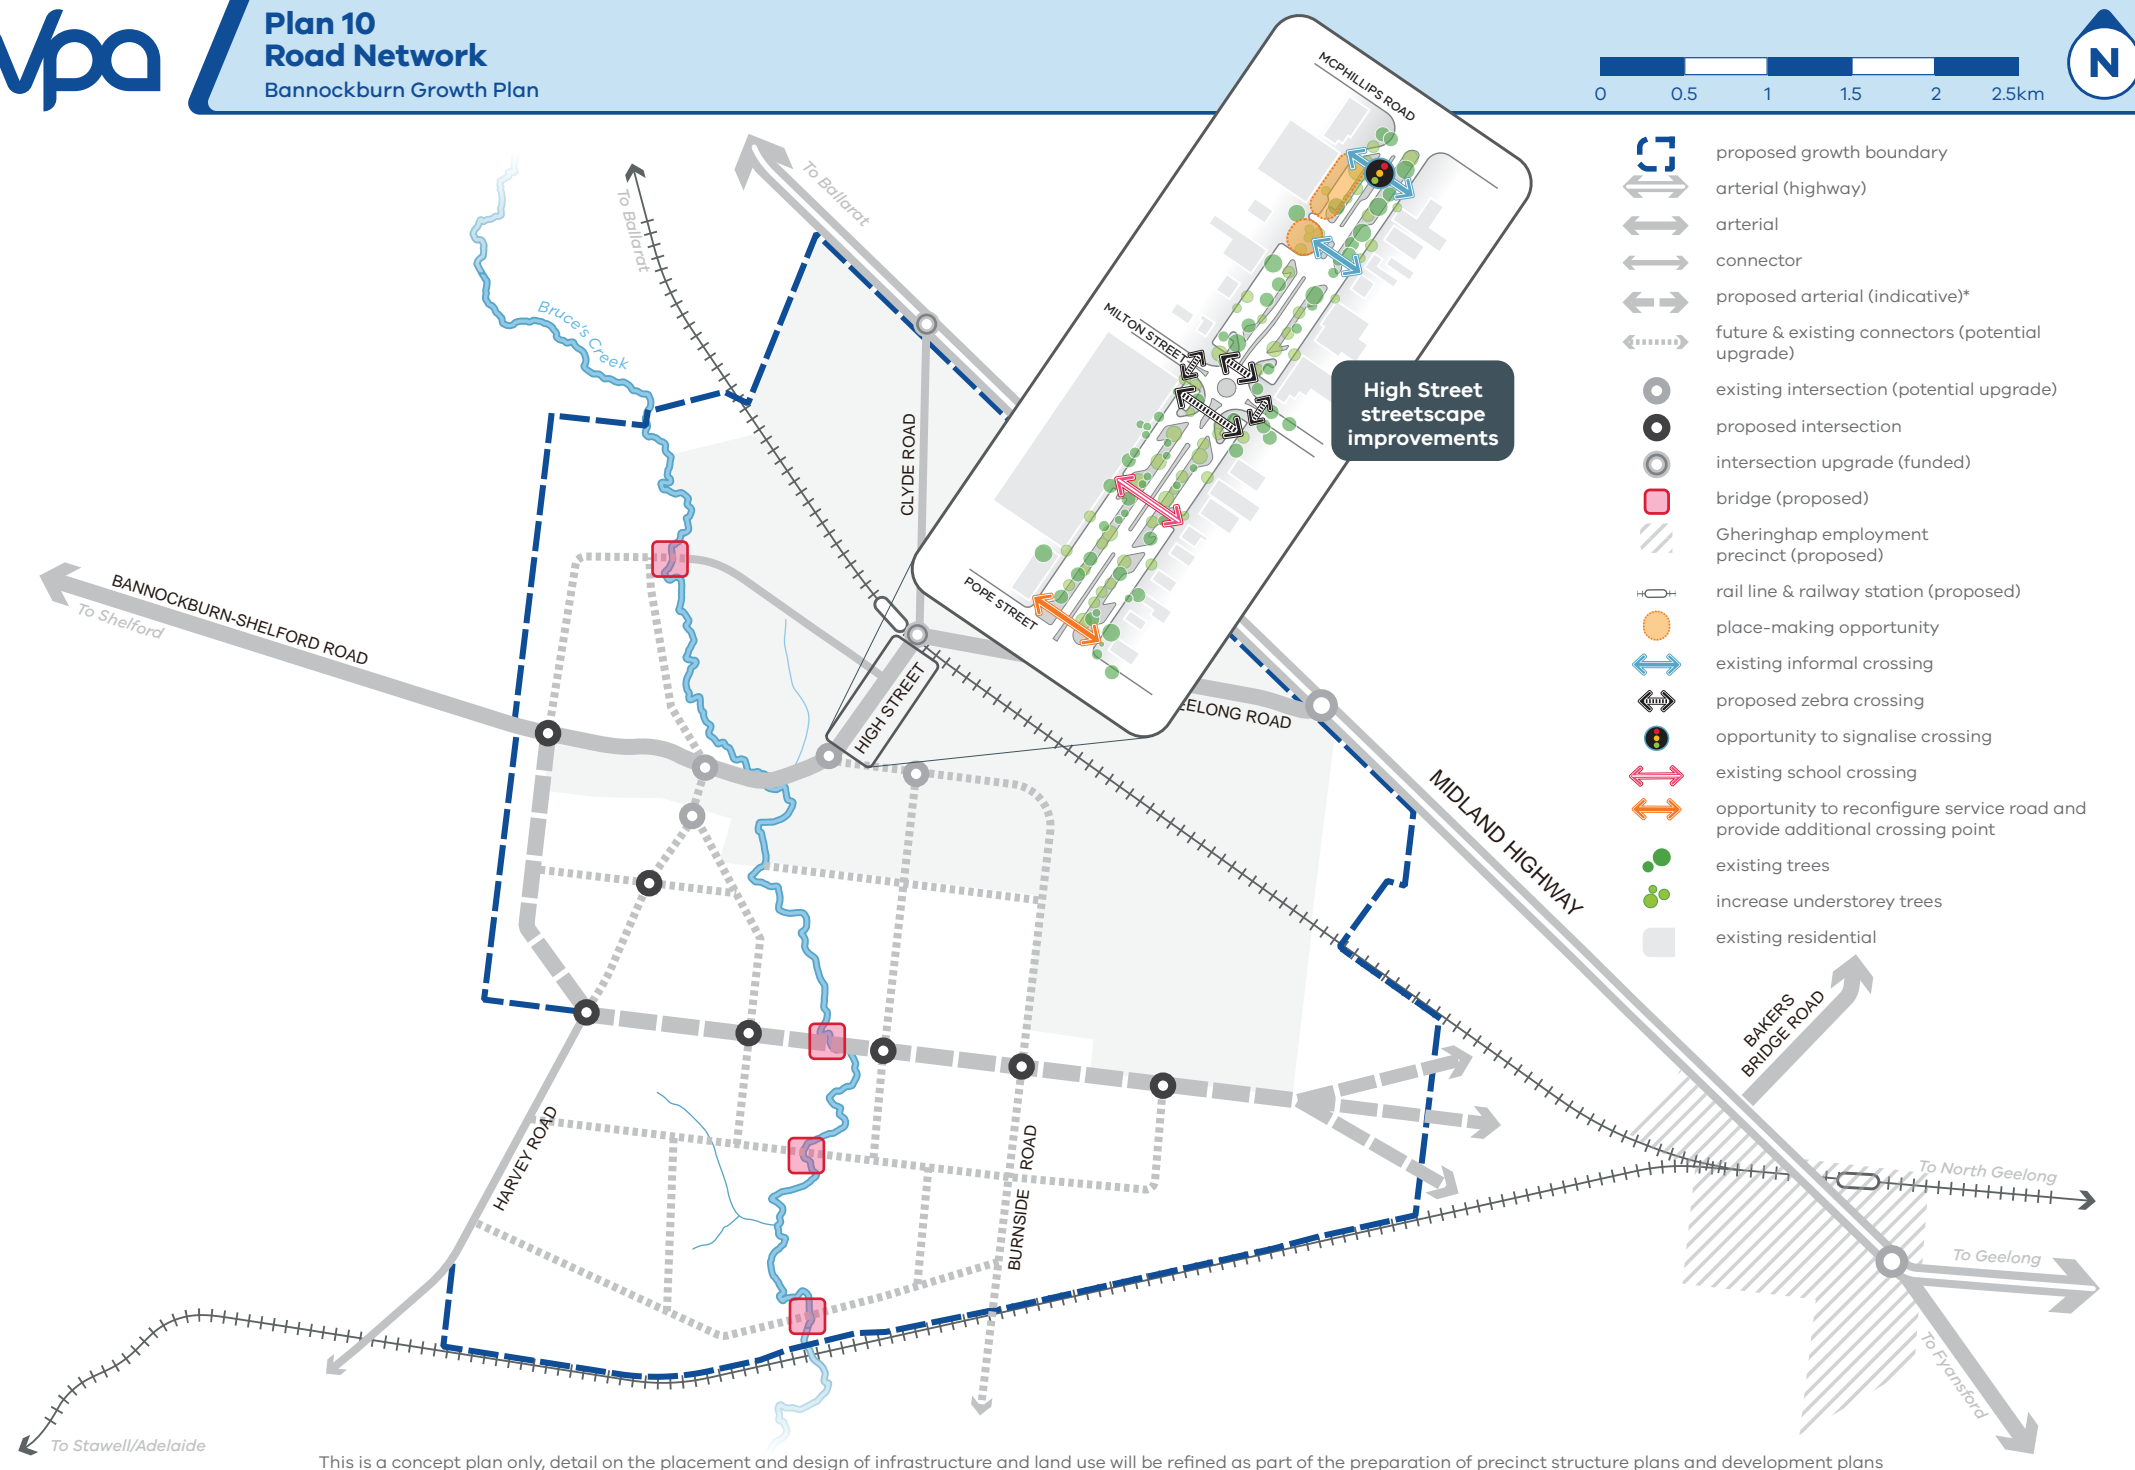 vpa
Plan 10
Road Network
Bannockburn Growth Plan
0 0.5 1 1.5 2 2.5km
N
proposed growth boundary
arterial (highway)
arterial
connector
proposed arterial (indicative)*
future & existing connectors (potential
upgrade)
existing intersection (potential upgrade)
proposed intersection
intersection upgrade (funded)
bridge (proposed)
Gheringhap employment
precinct (proposed)
rail line & railway station (proposed)
place-making opportunity
existing informal crossing
proposed zebra crossing
opportunity to signalise crossing
existing school crossing
opportunity to reconfigure service road and
provide additional crossing point
existing trees
increase understorey trees
existing residential
MCPHILLIPS ROAD
MILTON STREET
POPE STREET
High Street
streetscape
improvements
To Ballarat
To Ballarat
Bruce's Creek
CLYDE ROAD
BANNOCKBURN-SHELFORD ROAD
To Shelford
HIGH STREET
EELONG ROAD
MIDLAND HIGHWAY
BAKERS
BRIDGE ROAD
HARVEY ROAD
BURNSIDE ROAD
To North Geelong
To Geelong
To Fyansford
To Stawell/Adelaide
This is a concept plan only, detail on the placement and design of infrastructure and land use will be refined as part of the preparation of precinct structure plans and development plans